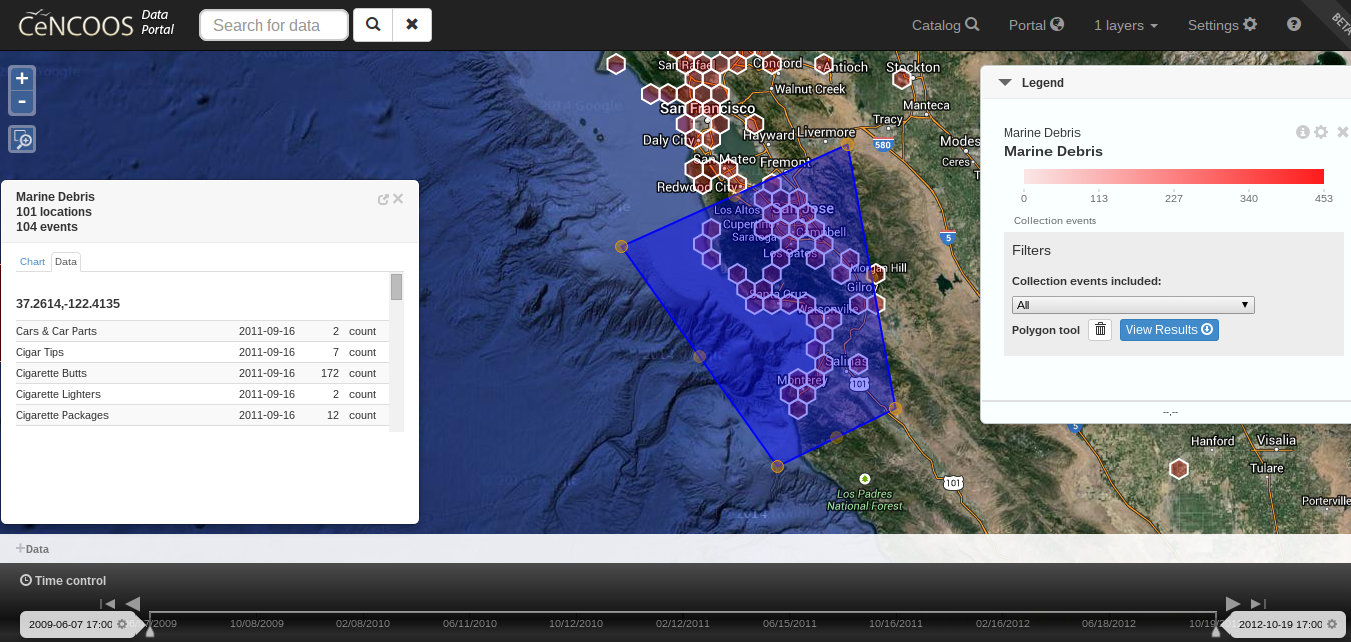 CeNCOOS Data Portal
Search for data
Catalog
Portal
1 layers
Settings
BETA
+
-
Marine Debris
101 locations
104 events
Chart
Data
37.2614,-122.4135
Cars & Car Parts 2011-09-16 2 count
Cigar Tips 2011-09-16 7 count
Cigarette Butts 2011-09-16 172 count
Cigarette Lighters 2011-09-16 2 count
Cigarette Packages 2011-09-16 12 count
San Rafael
Concord
Antioch
Stockton
Walnut Creek
Manteca
San Francisco
Tracy
Daly City
Hayward
Livermore
580
Modes
San Mateo
Fremont
Ceres
Redwood City
Los Altos
San Jose
Cupertino
Campbell
Saratoga
5
Los Gatos
Morgan Hill
Santa Cruz
Gilro
Watsonville
Salinas
Monterey
101
5
Hanford
Visalia
Tulare
101
Los Padres
National Forest
Porterville
2014 Google
2014
2014
Legend
Marine Debris
Marine Debris
0 113 227 340 453
Collection events
Filters
Collection events included:
All
Polygon tool
View Results
--,--
+Data
Time control
2009-06-07 17:00
2009 10/08/2009 02/08/2010 06/11/2010 10/12/2010 02/12/2011 06/15/2011 10/16/2011 02/16/2012 06/18/2012 10/19
2012-10-19 17:00